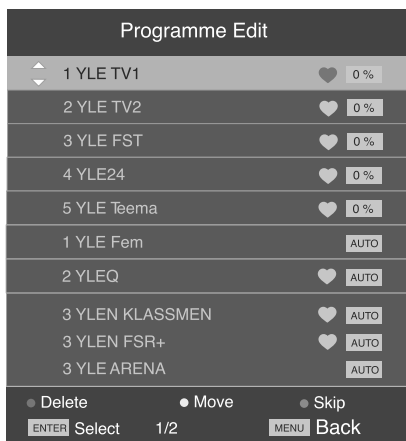 Programme Edit
1 YLE TV1 0 %
2 YLE TV2 0 %
3 YLE FST 0 %
4 YLE24 0 %
5 YLE Teema 0 %
1 YLE Fem AUTO
2 YLEQ AUTO
3 YLEN KLASSMEN AUTO
3 YLEN FSR+ AUTO
3 YLE ARENA AUTO
Delete Move Skip
ENTER Select 1/2 MENU Back